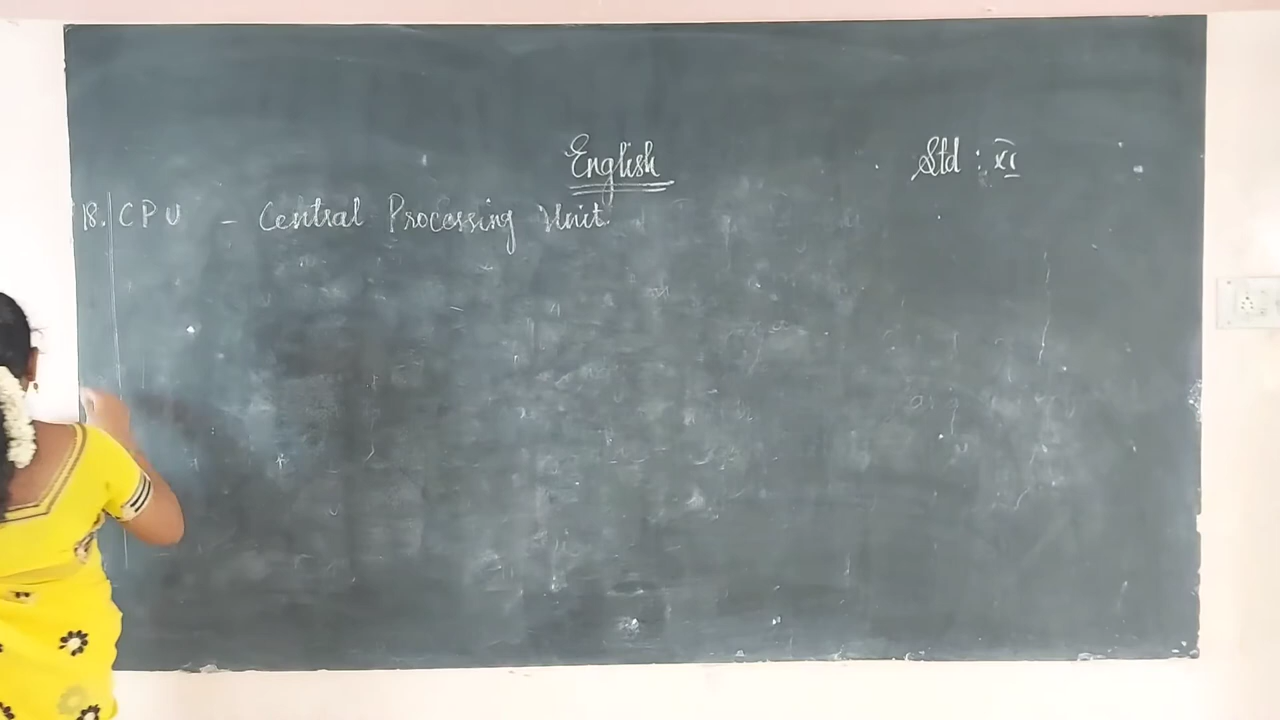 English
Std : XI
18. CPU - Central Processing Unit.